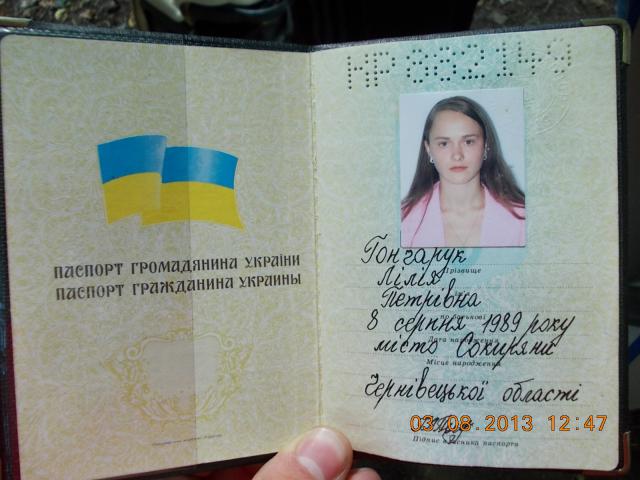 ПАСПОРТ ГРОМАДЯНИНА УКРАЇНИ
ПАСПОРТ ГРАЖДАНИНА УКРАИНЫ
НР 882149
Гончарук
Прізвище
Лілія
Петрівна
по батькові
8 серпня 1989 року
Дата народження
місто Сокиряни
Місце народження
Чернівецької області
03.08.2013 12:47
Підпис власника паспорта